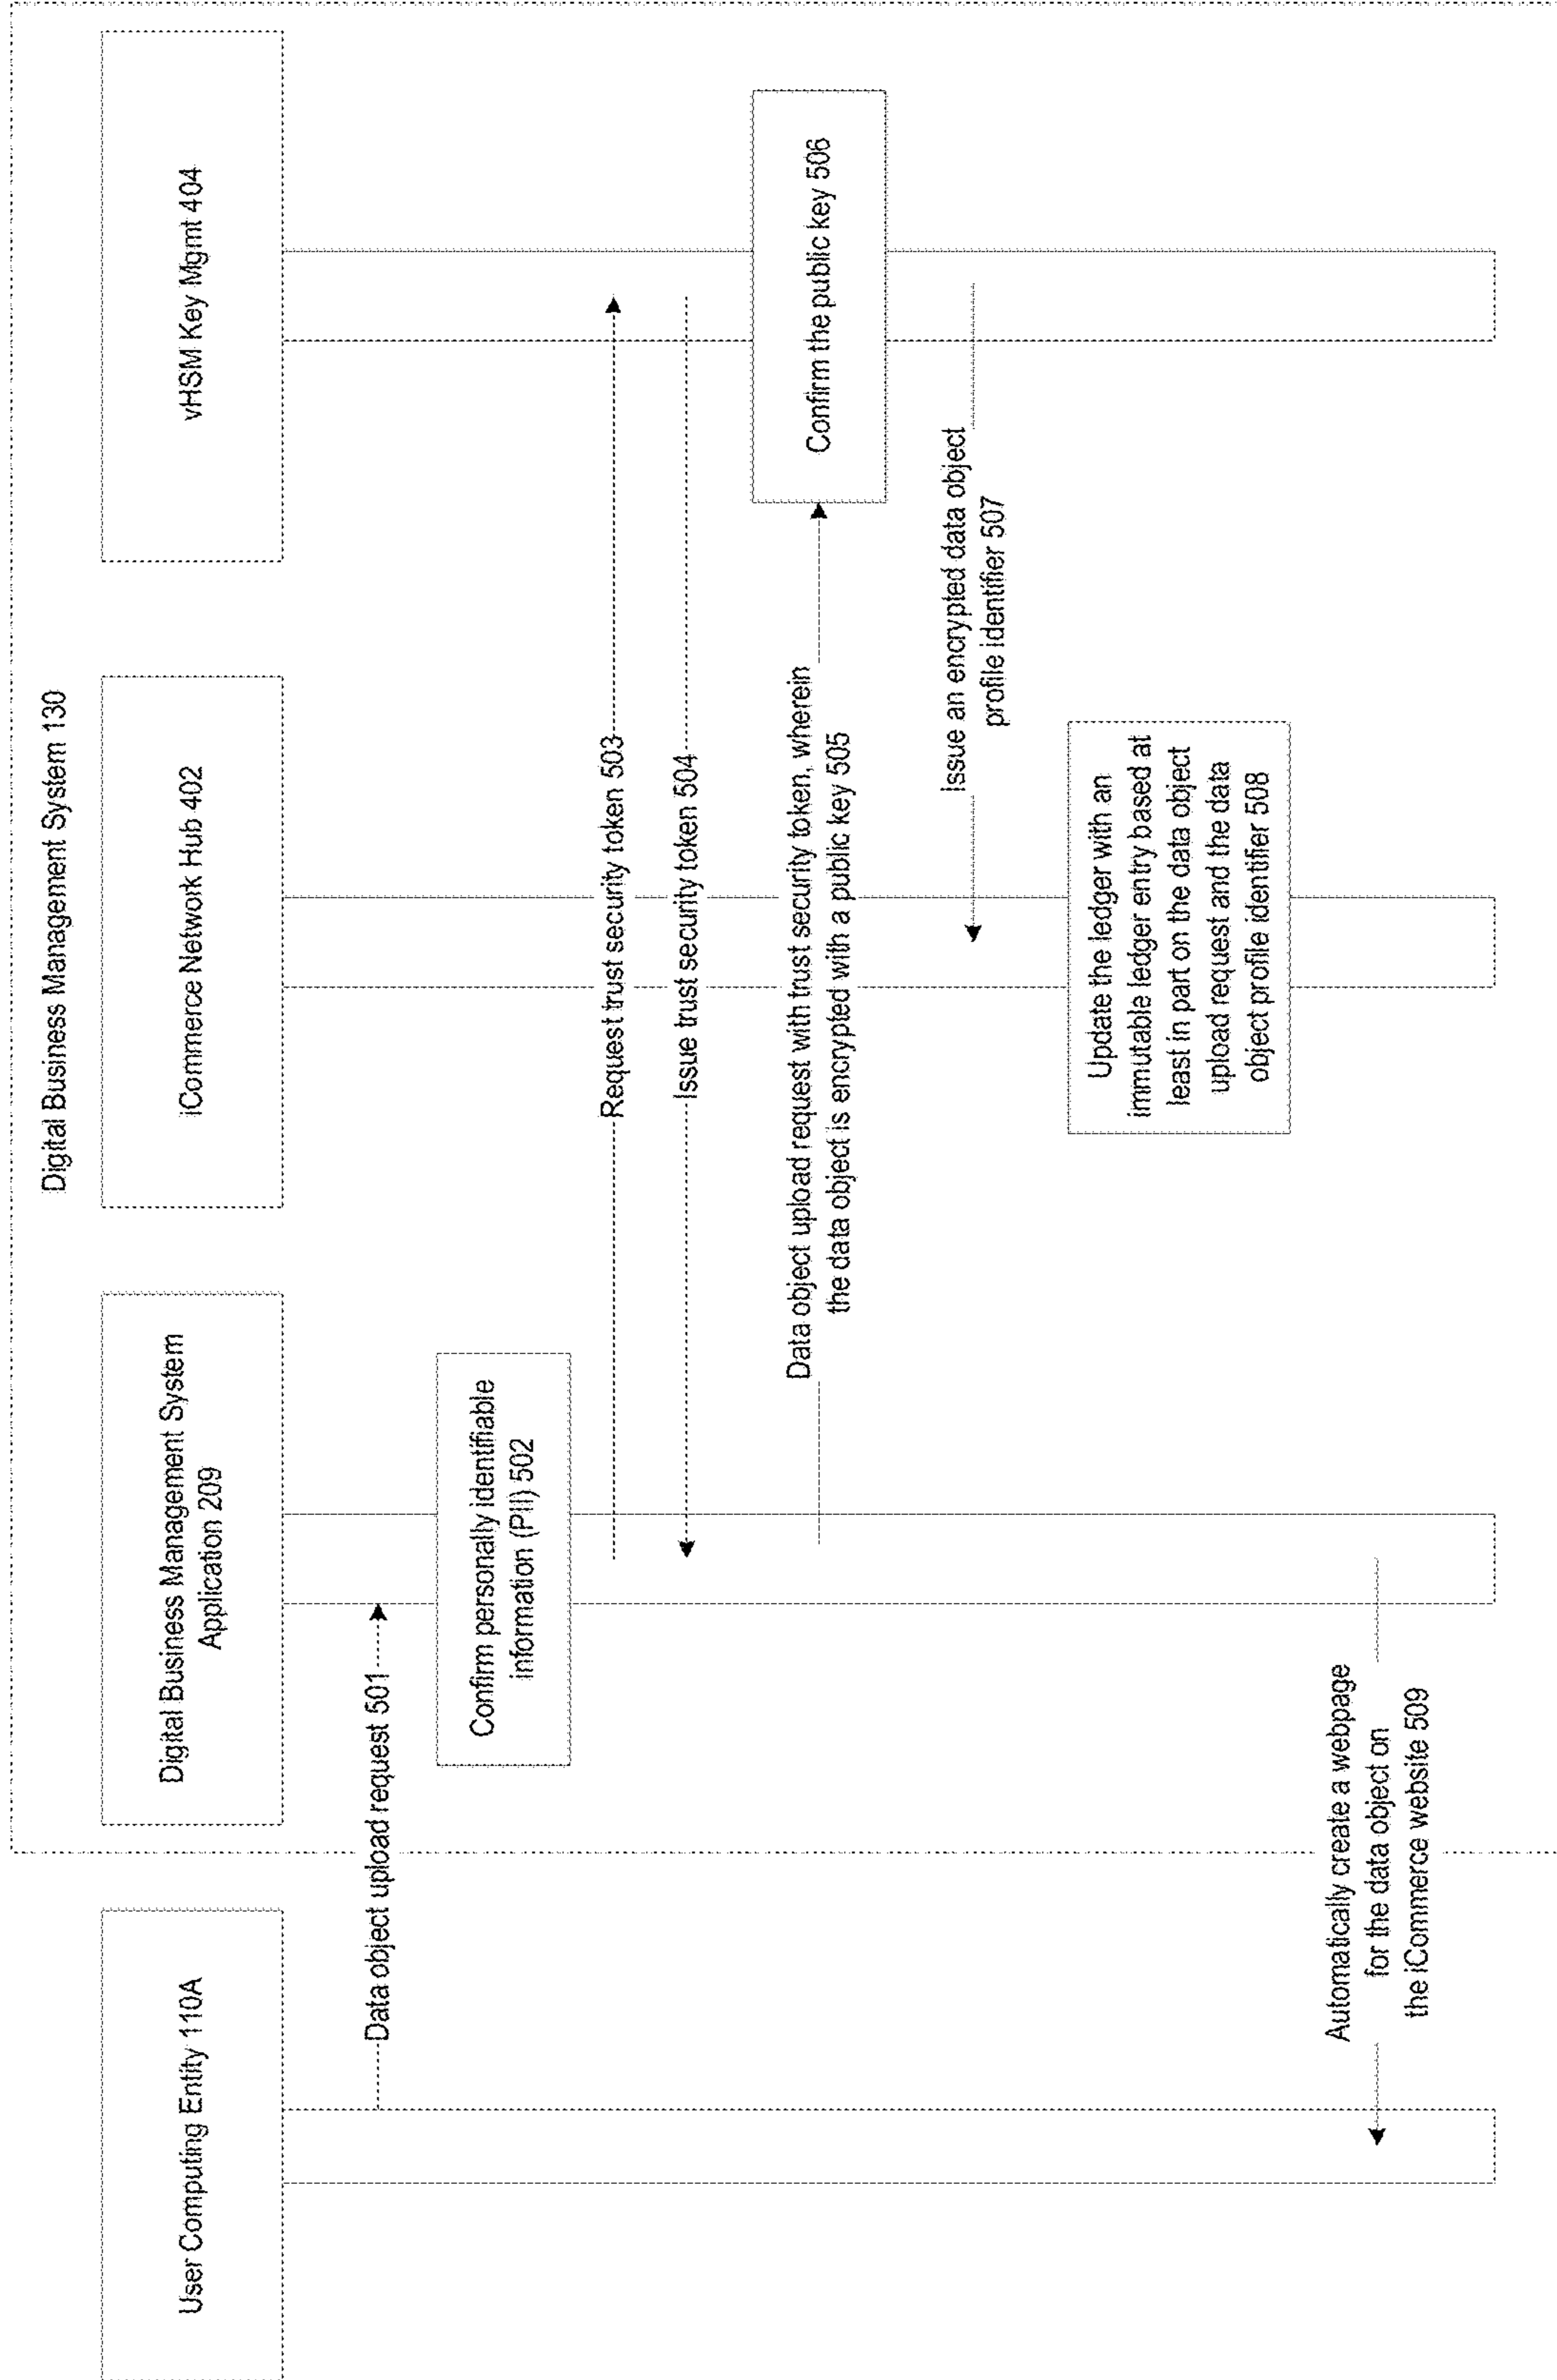 Digital Business Management System 130
User Computing Entity 110A
Digital Business Management System
Application 209
iCommerce Network Hub 402
vHSM Key Mgmt 404
Data object upload request 501
Confirm personally identifiable
information (PII) 502
Request trust security token 503
Issue trust security token 504
Data object upload request with trust security token, wherein
the data object is encrypted with a public key 505
Confirm the public key 506
Issue an encrypted data object
profile identifier 507
Update the ledger with an
immutable ledger entry based at
least in part on the data object
upload request and the data
object profile identifier 508
Automatically create a webpage
for the data object on
the iCommerce website 509